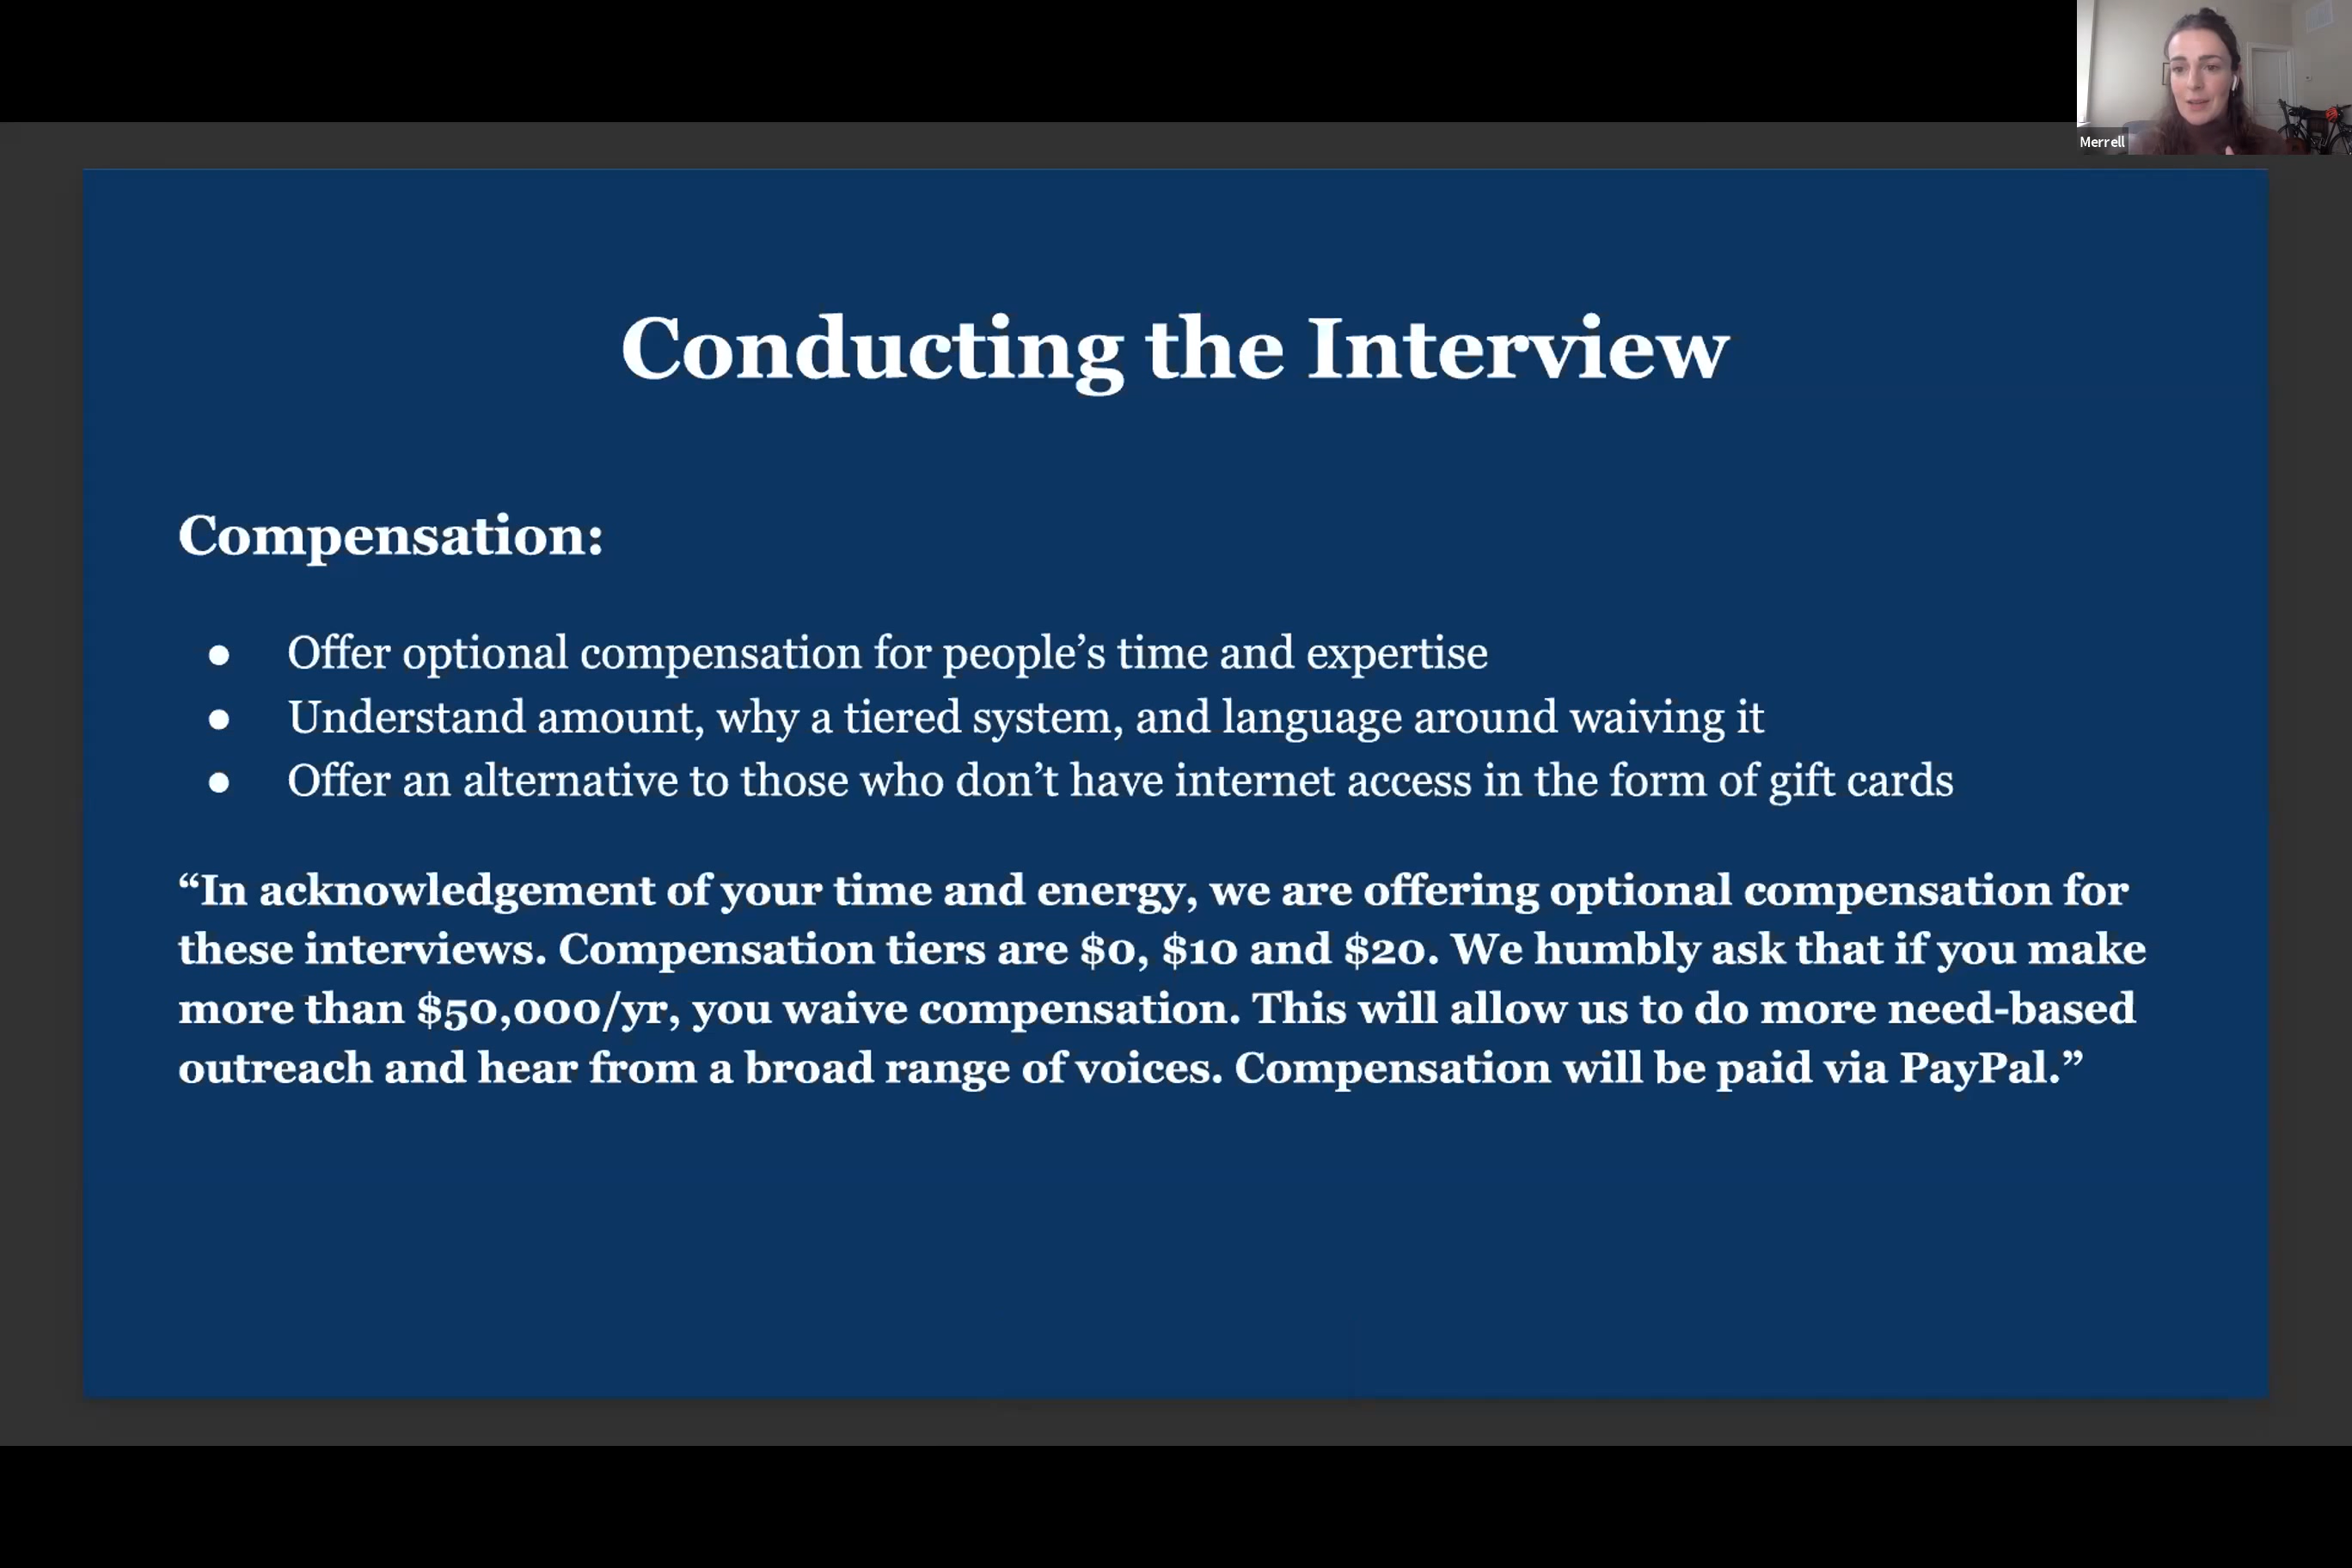 Merrell
Conducting the Interview
Compensation:
● Offer optional compensation for people’s time and expertise
● Understand amount, why a tiered system, and language around waiving it
● Offer an alternative to those who don’t have internet access in the form of gift cards
“In acknowledgement of your time and energy, we are offering optional compensation for
these interviews. Compensation tiers are $0, $10 and $20. We humbly ask that if you make
more than $50,000/yr, you waive compensation. This will allow us to do more need-based
outreach and hear from a broad range of voices. Compensation will be paid via PayPal.”